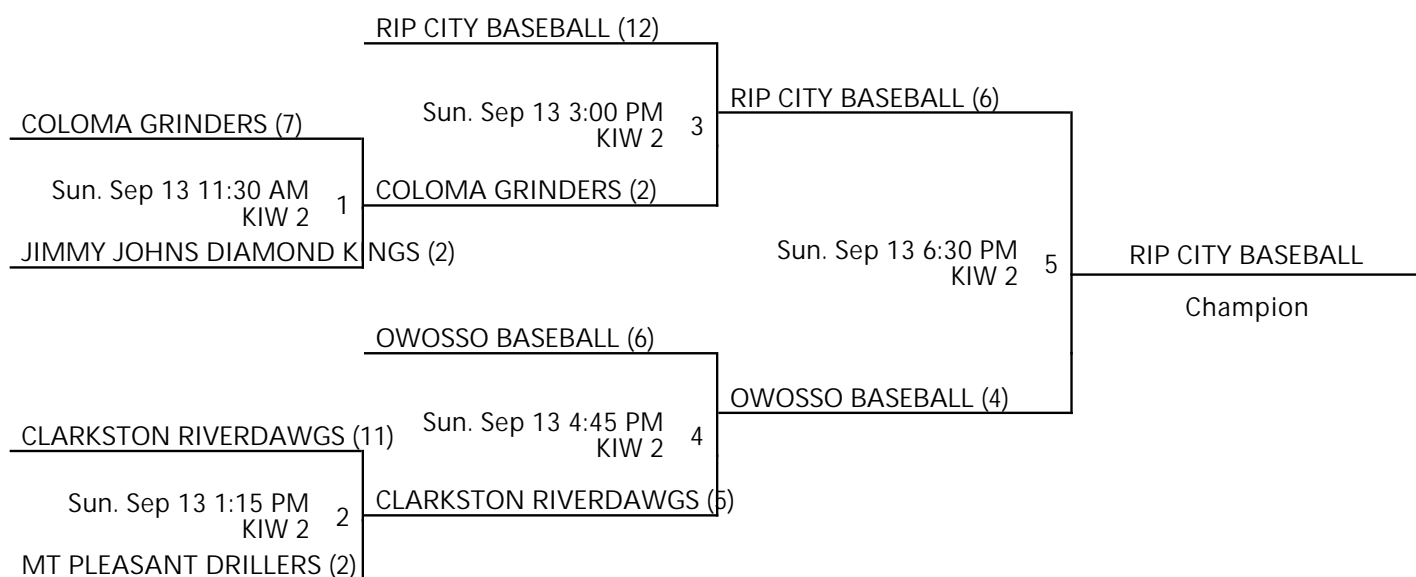 RIP CITY BASEBALL (12)
Sun. Sep 13 3:00 PM
KIW 2
3
RIP CITY BASEBALL (6)
COLOMA GRINDERS (7)
Sun. Sep 13 11:30 AM
KIW 2
1
COLOMA GRINDERS (2)
JIMMY JOHNS DIAMOND KINGS (2)
Sun. Sep 13 6:30 PM
KIW 2
5
RIP CITY BASEBALL
Champion
OWOSSO BASEBALL (6)
Sun. Sep 13 4:45 PM
KIW 2
4
OWOSSO BASEBALL (4)
CLARKSTON RIVERDAWGS (11)
Sun. Sep 13 1:15 PM
KIW 2
2
CLARKSTON RIVERDAWGS (5)
MT PLEASANT DRILLERS (2)